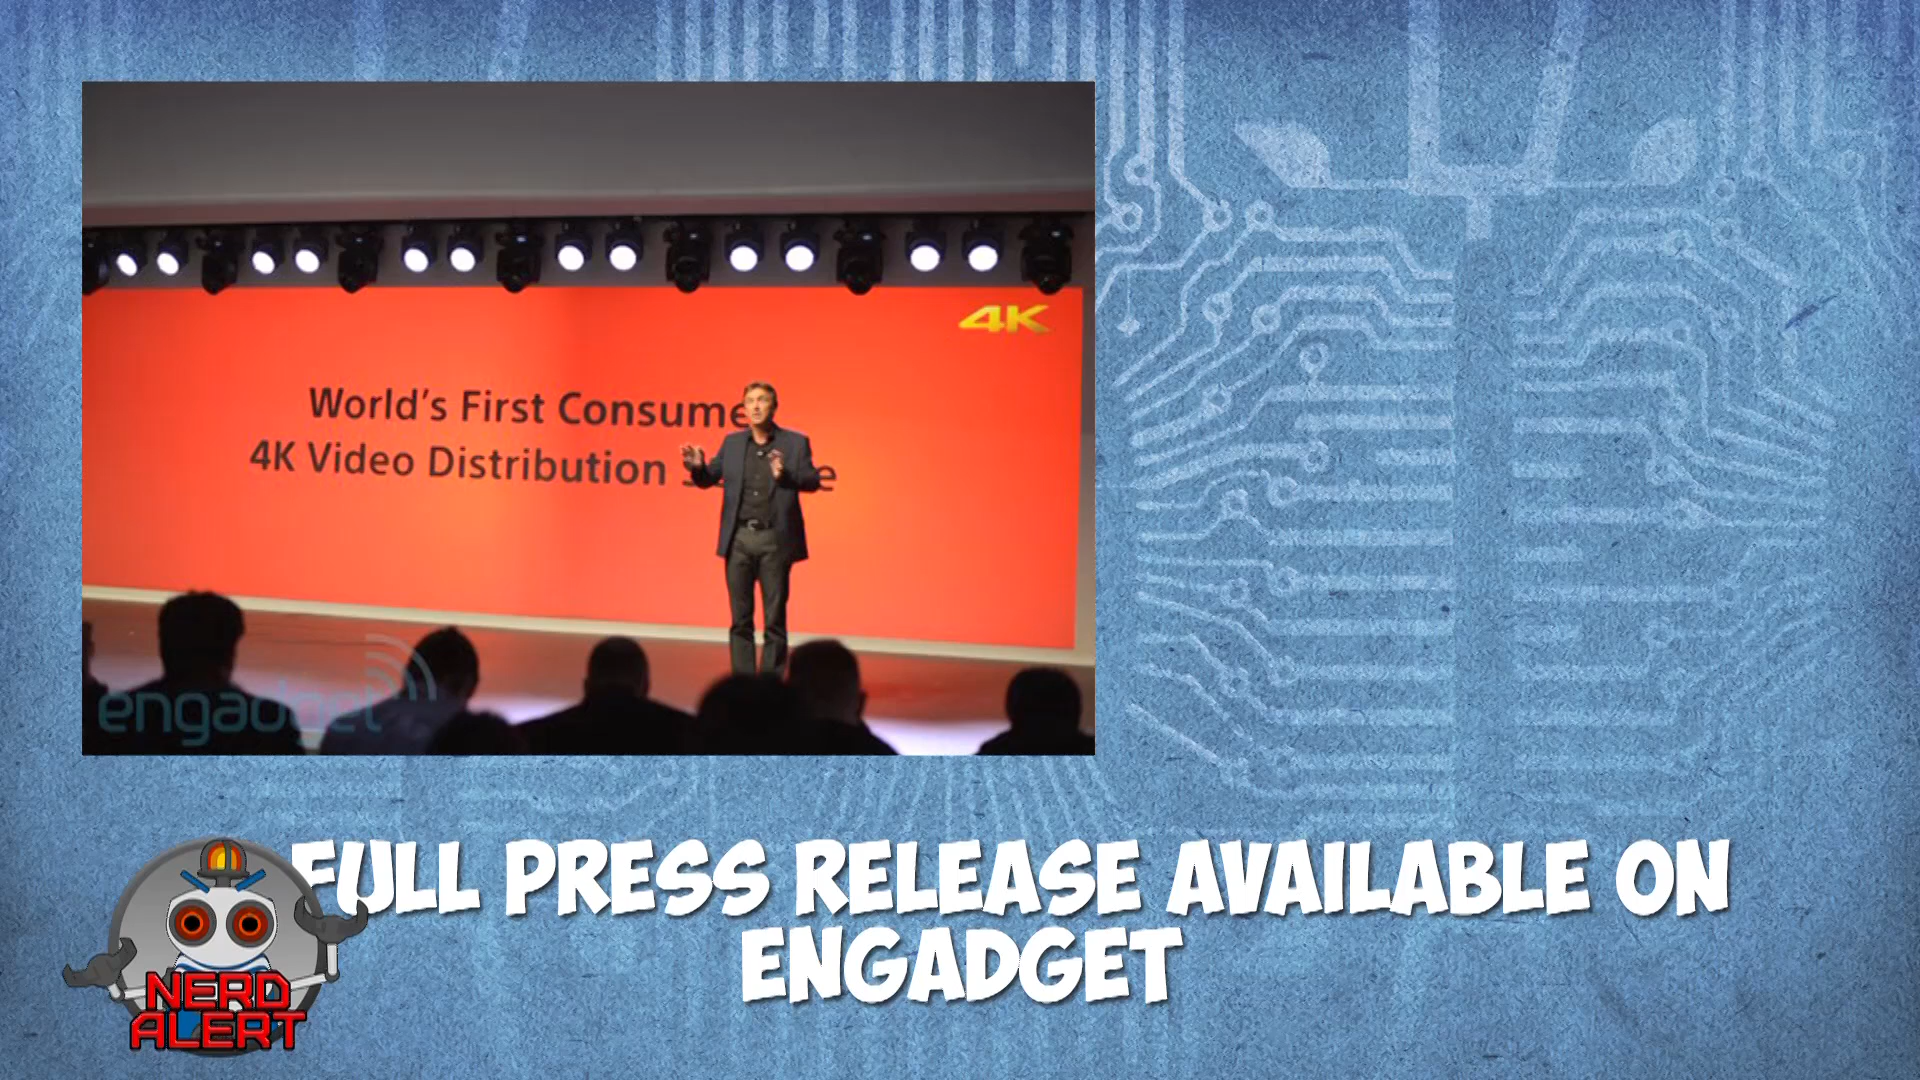 4K
World's First Consume
4K Video Distribution
engadget
FULL PRESS RELEASE AVAILABLE ON
ENGADGET
NERD
ALERT